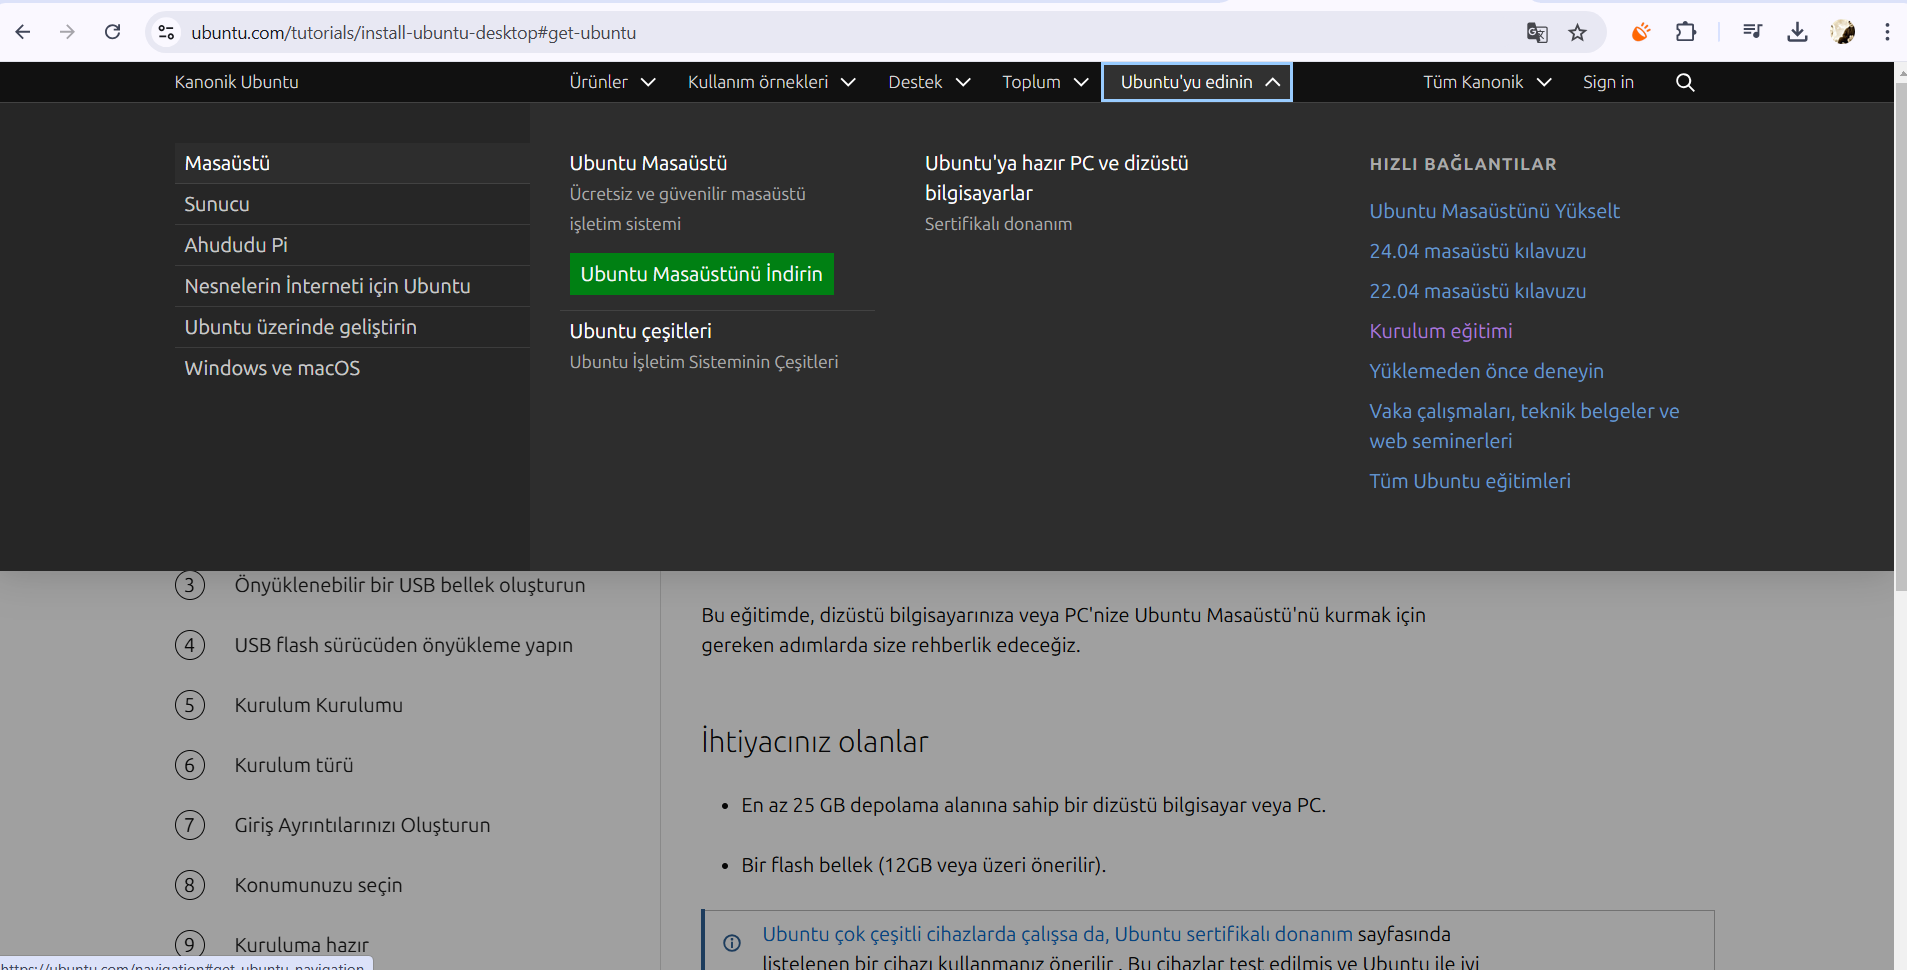 ubuntu.com/tutorials/install-ubuntu-desktop#get-ubuntu
Kanonik Ubuntu
Ürünler
Kullanım örnekleri
Destek
Toplum
Ubuntu'yu edinin
Tüm Kanonik
Sign in
Masaüstü
Sunucu
Ahududu Pi
Nesnelerin İnterneti için Ubuntu
Ubuntu üzerinde geliştirin
Windows ve macOS
Ubuntu Masaüstü
Ücretsiz ve güvenilir masaüstü
işletim sistemi
Ubuntu Masaüstünü İndirin
Ubuntu çeşitleri
Ubuntu İşletim Sisteminin Çeşitleri
Ubuntu'ya hazır PC ve dizüstü
bilgisayarlar
Sertifikalı donanım
HIZLI BAĞLANTILAR
Ubuntu Masaüstünü Yükselt
24.04 masaüstü kılavuzu
22.04 masaüstü kılavuzu
Kurulum eğitimi
Yüklemeden önce deneyin
Vaka çalışmaları, teknik belgeler ve
web seminerleri
Tüm Ubuntu eğitimleri
3 Önyüklenebilir bir USB bellek oluşturun
4 USB flash sürücüden önyükleme yapın
5 Kurulum Kurulumu
6 Kurulum türü
7 Giriş Ayrıntılarınızı Oluşturun
8 Konumunuzu seçin
9 Kuruluma hazır
Bu eğitimde, dizüstü bilgisayarınıza veya PC'nize Ubuntu Masaüstü'nü kurmak için
gereken adımlarda size rehberlik edeceğiz.
İhtiyacınız olanlar
• En az 25 GB depolama alanına sahip bir dizüstü bilgisayar veya PC.
• Bir flash bellek (12GB veya üzeri önerilir).
Ubuntu çok çeşitli cihazlarda çalışsa da, Ubuntu sertifikalı donanım sayfasında
listelenen bir cihazı kullanmanız önerilir . Bu cihazlar test edilmiş ve Ubuntu ile iyi
https://ubuntu.com/navigation#get-ubuntu-navigation